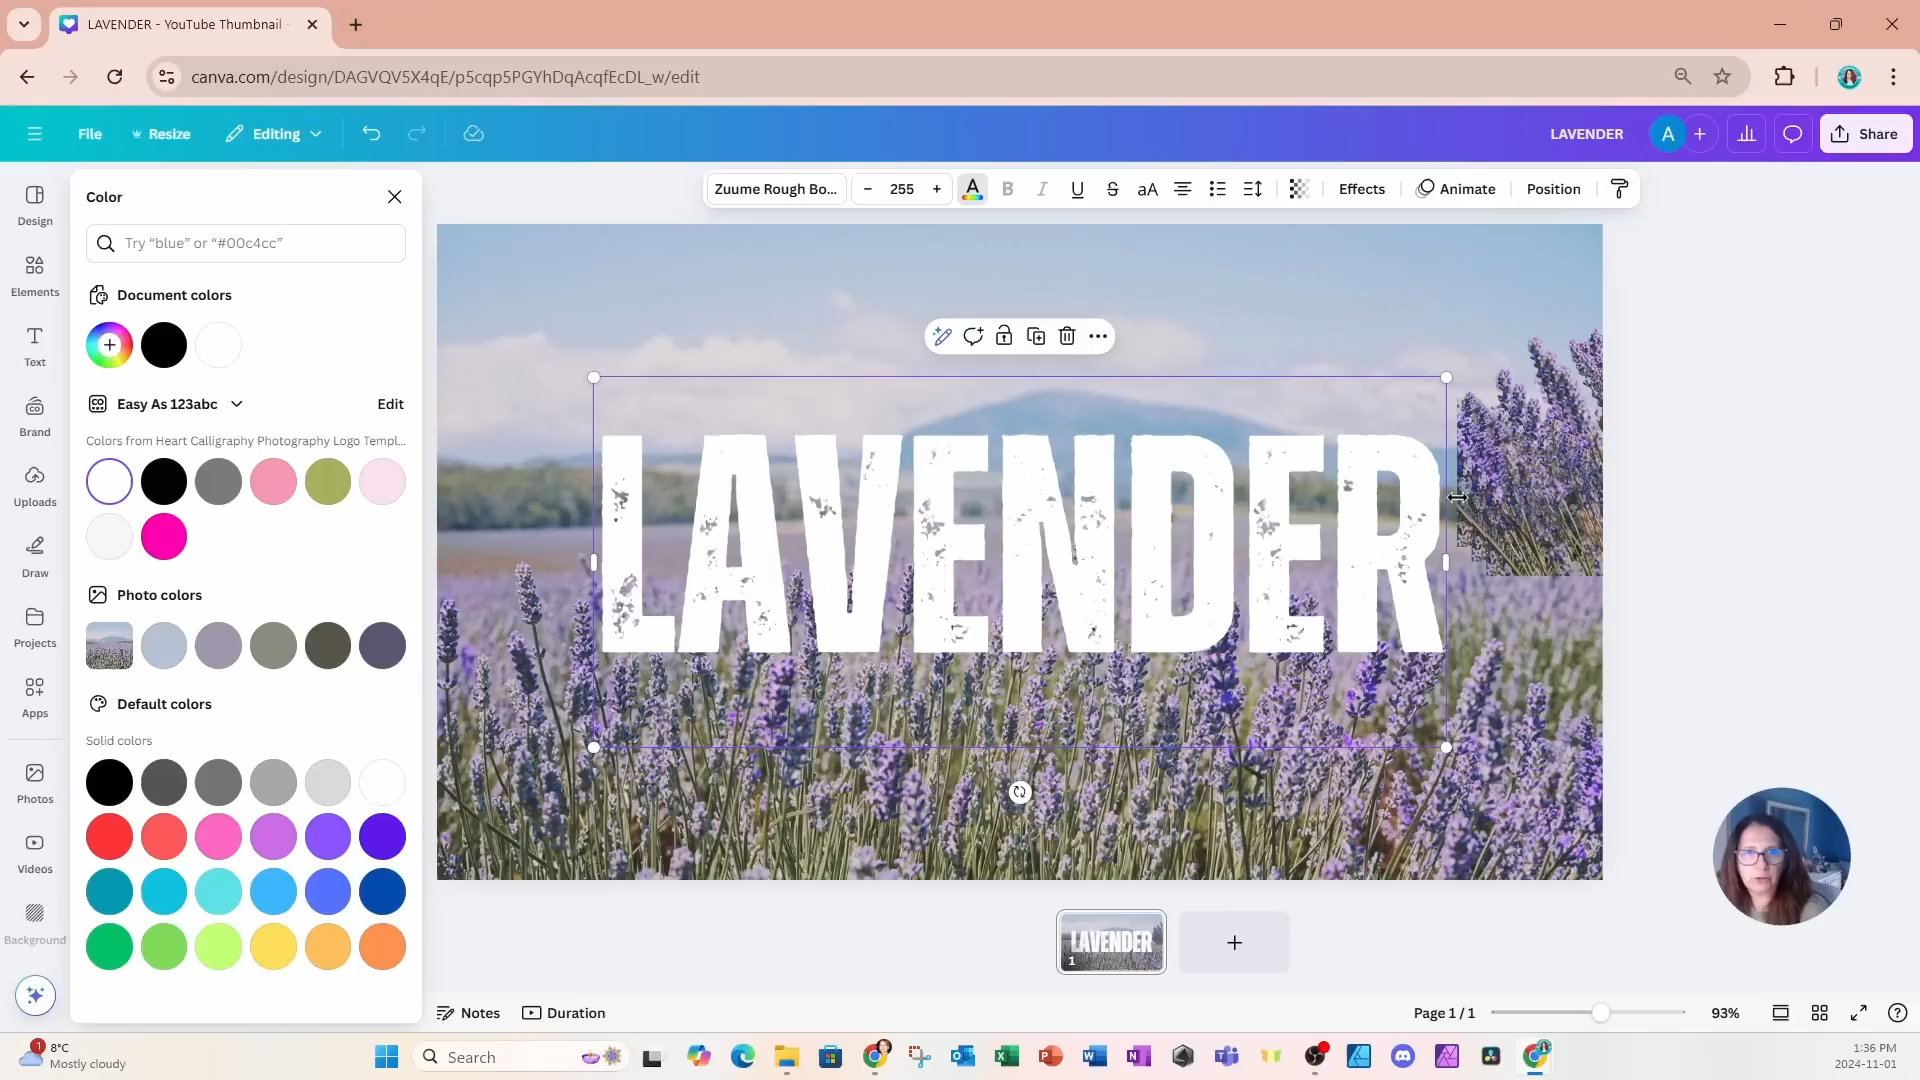 LAVENDER - YouTube Thumbnail -
canva.com/design/DAGVQV5X4qE/p5cqp5PGYhDqAcqfEcDL_w/edit
File
Resize
Editing
LAVENDER
A
Share
Zuume Rough Bo...
255
A
B
I
U
S
aA
Effects
Animate
Position
Design
Elements
Text
Brand
Uploads
Draw
Projects
Apps
Photos
Videos
Background
Color
Try “blue” or “#00c4cc”
Document colors
Easy As 123abc
Edit
Colors from Heart Calligraphy Photography Logo Templ...
Photo colors
Default colors
Solid colors
LAVENDER
LAVENDER
1
Notes
Duration
Page 1 / 1
93%
1
8°C
Mostly cloudy
Search
1:36 PM
2024-11-01